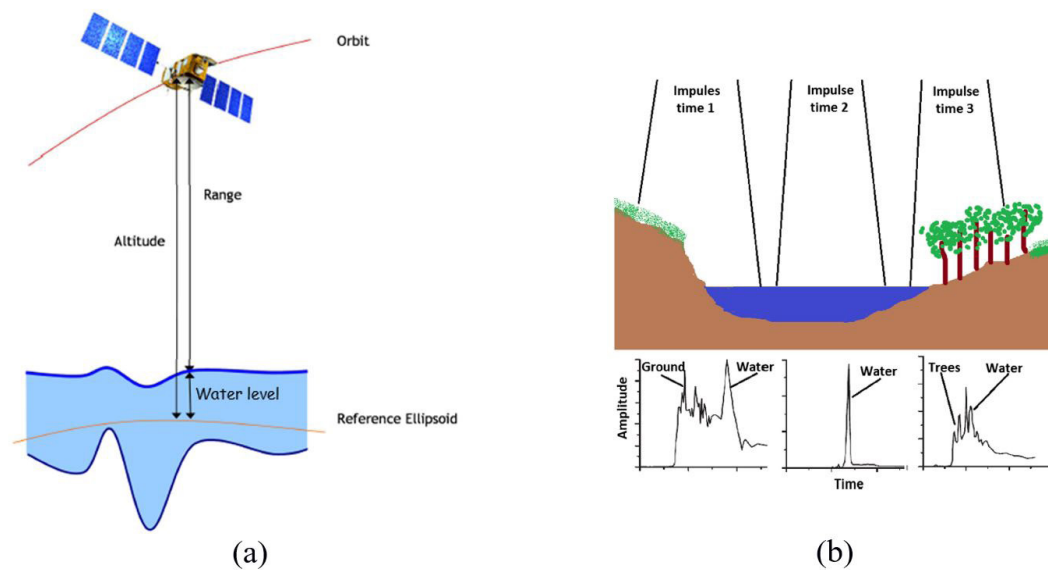 Orbit
Range
Altitude
Water level
Reference Ellipsoid
(a)
Impules
time 1
Impulse
time 2
Impulse
time 3
Ground
Water
Water
Trees
Water
Amplitude
Time
(b)